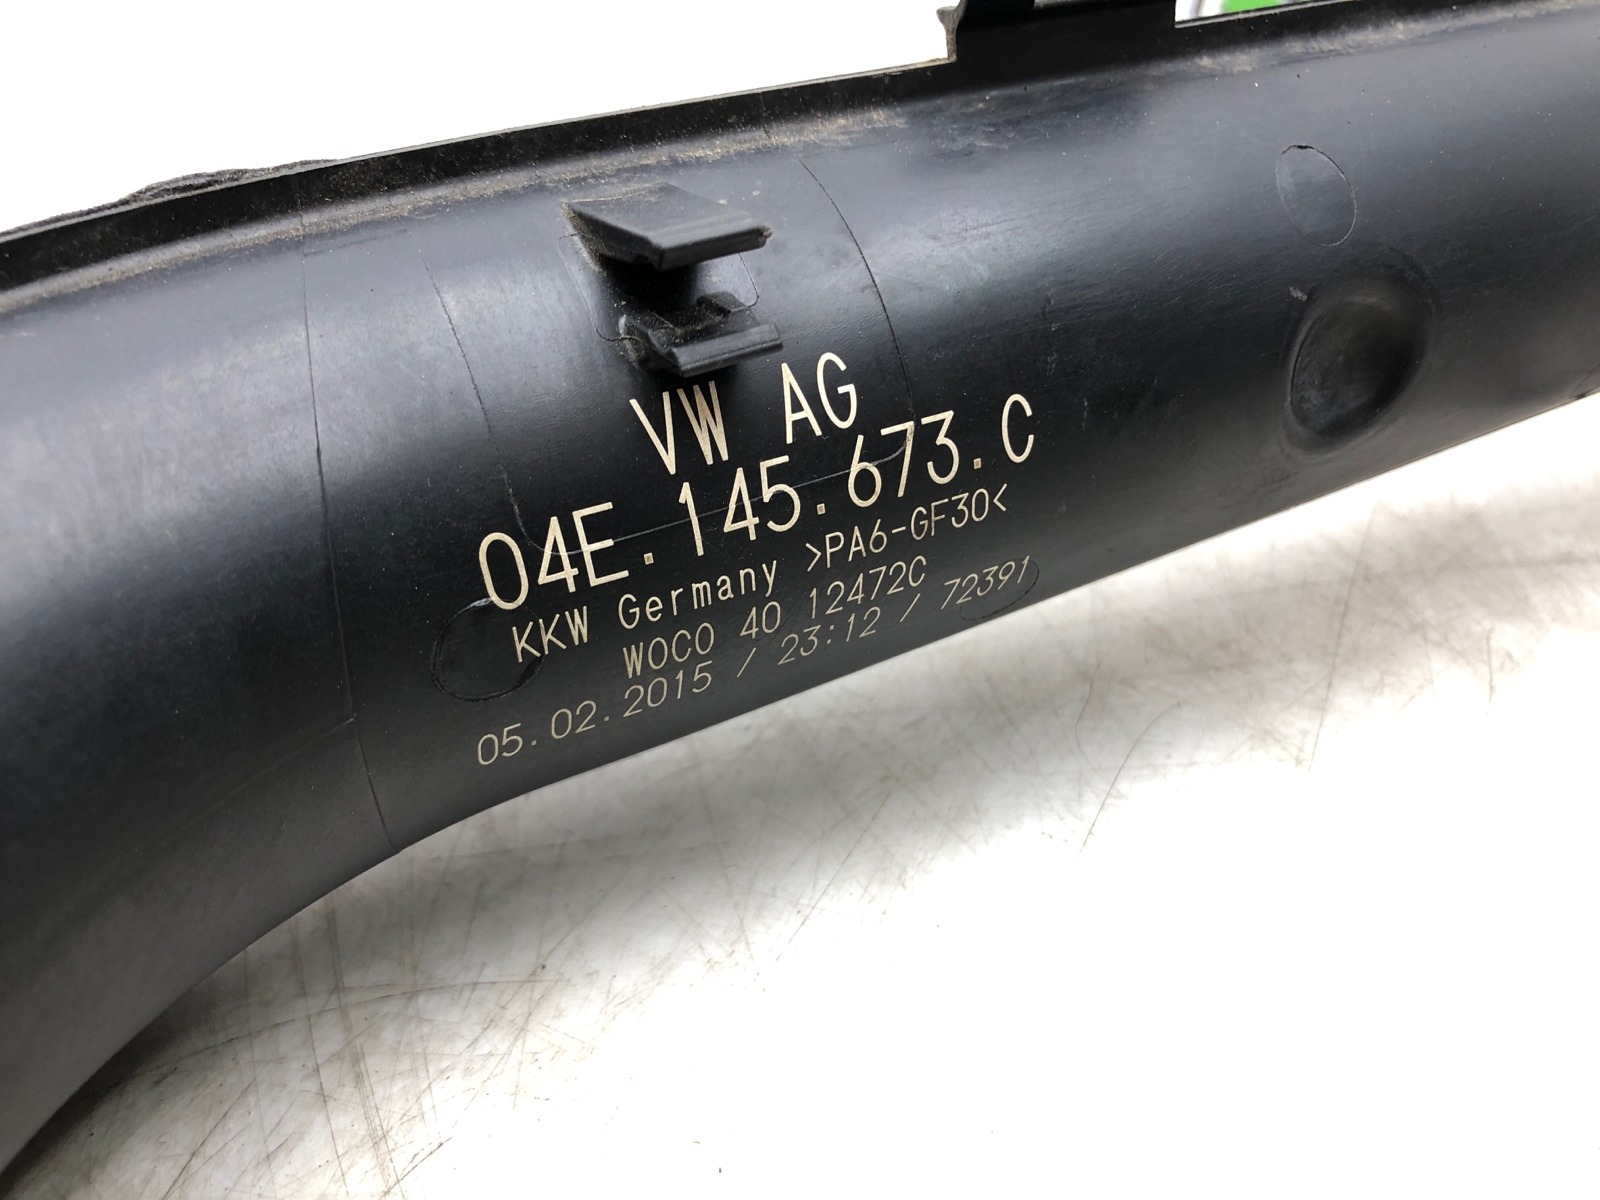 VW AG
04E.145.673.C
KKW Germany >PA6-GF30<
WOCO 40 12472C
05.02.2015 / 23:12 / 72391